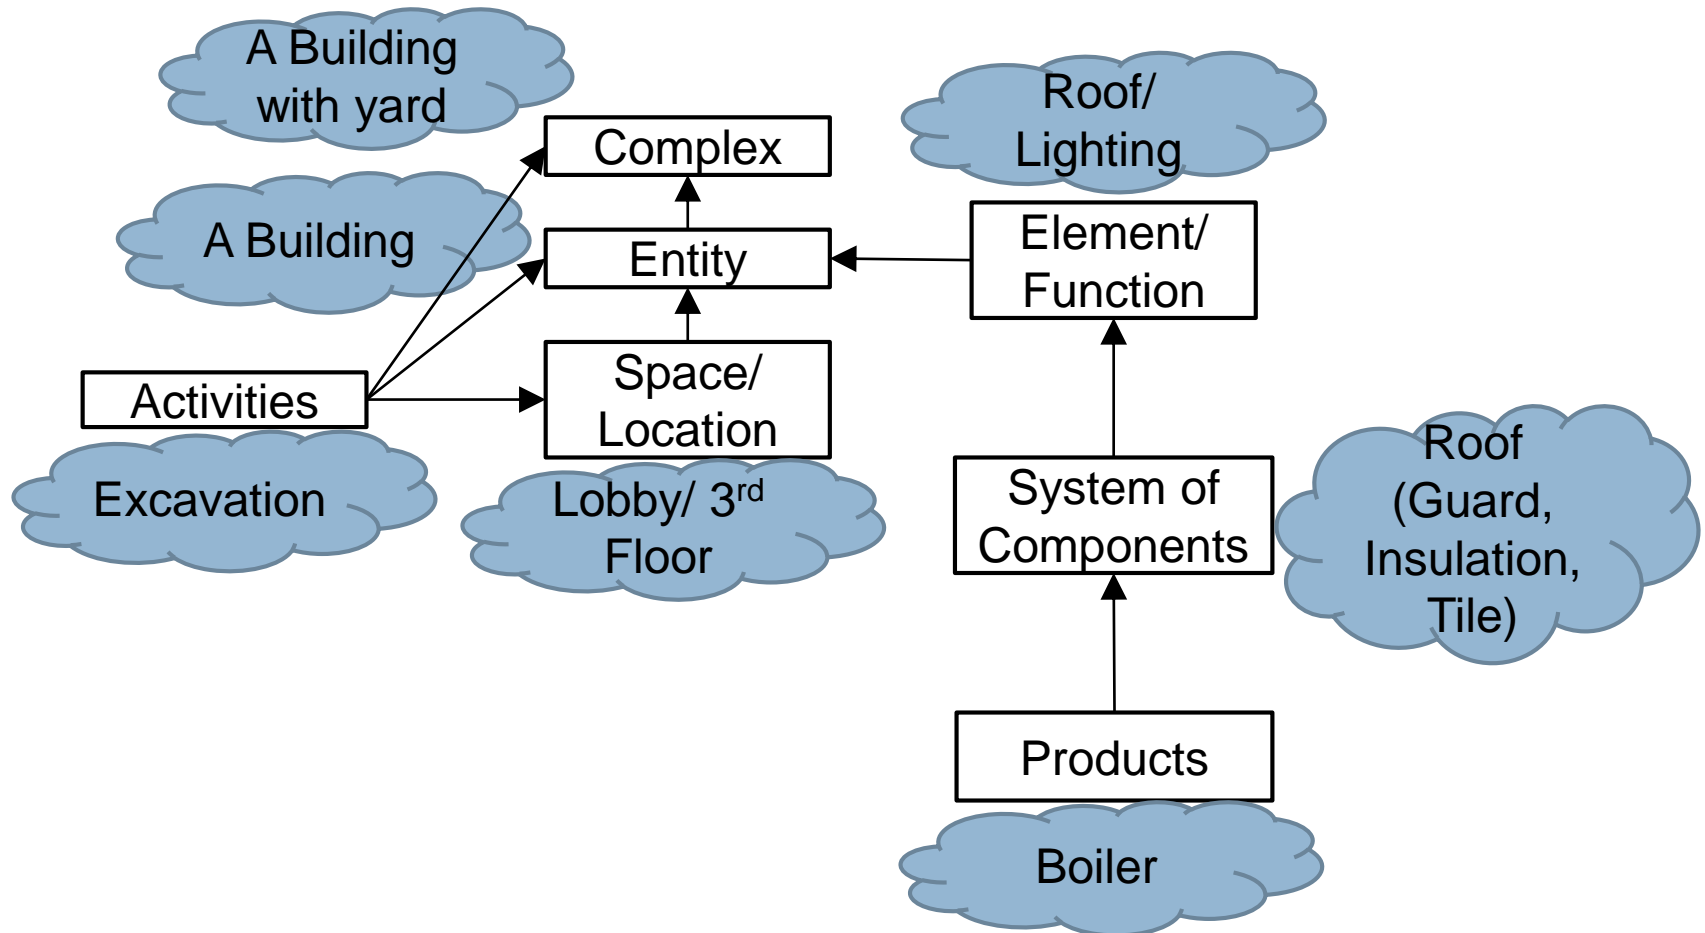 A Building
with yard
Complex
Roof/
Lighting
A Building
Entity
Element/
Function
Activities
Space/
Location
Excavation
Lobby/ 3rd
Floor
System of
Components
Roof
(Guard,
Insulation,
Tile)
Products
Boiler